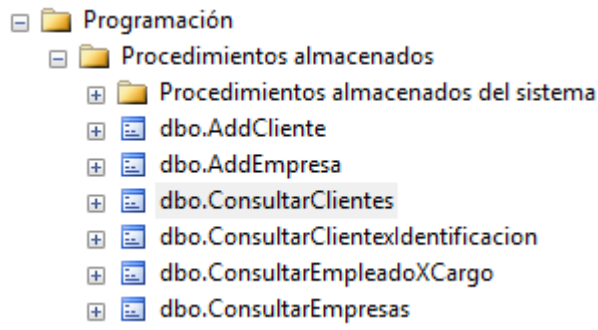 Programación
Procedimientos almacenados
Procedimientos almacenados del sistema
dbo.AddCliente
dbo.AddEmpresa
dbo.ConsultarClientes
dbo.ConsultarClientexIdentificacion
dbo.ConsultarEmpleadoXCargo
dbo.ConsultarEmpresas